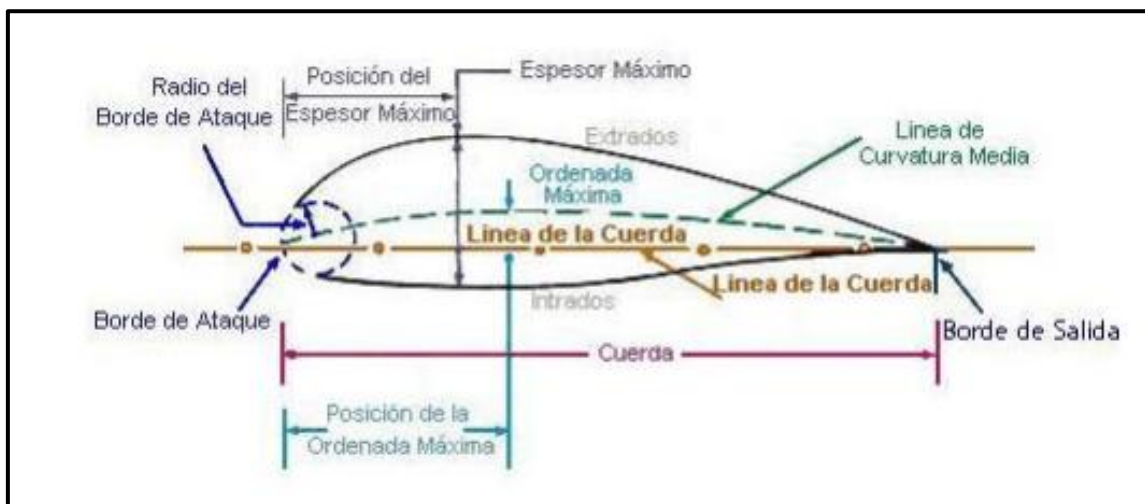 Espesor Máximo
Posición del
Espesor Máximo
Radio del
Borde de Ataque
Extrados
Linea de
Curvatura Media
Ordenada
Máxima
Linea de la Cuerda
Linea de la Cuerda
Intrados
Borde de Ataque
Borde de Salida
Cuerda
Posición de la
Ordenada Máxima